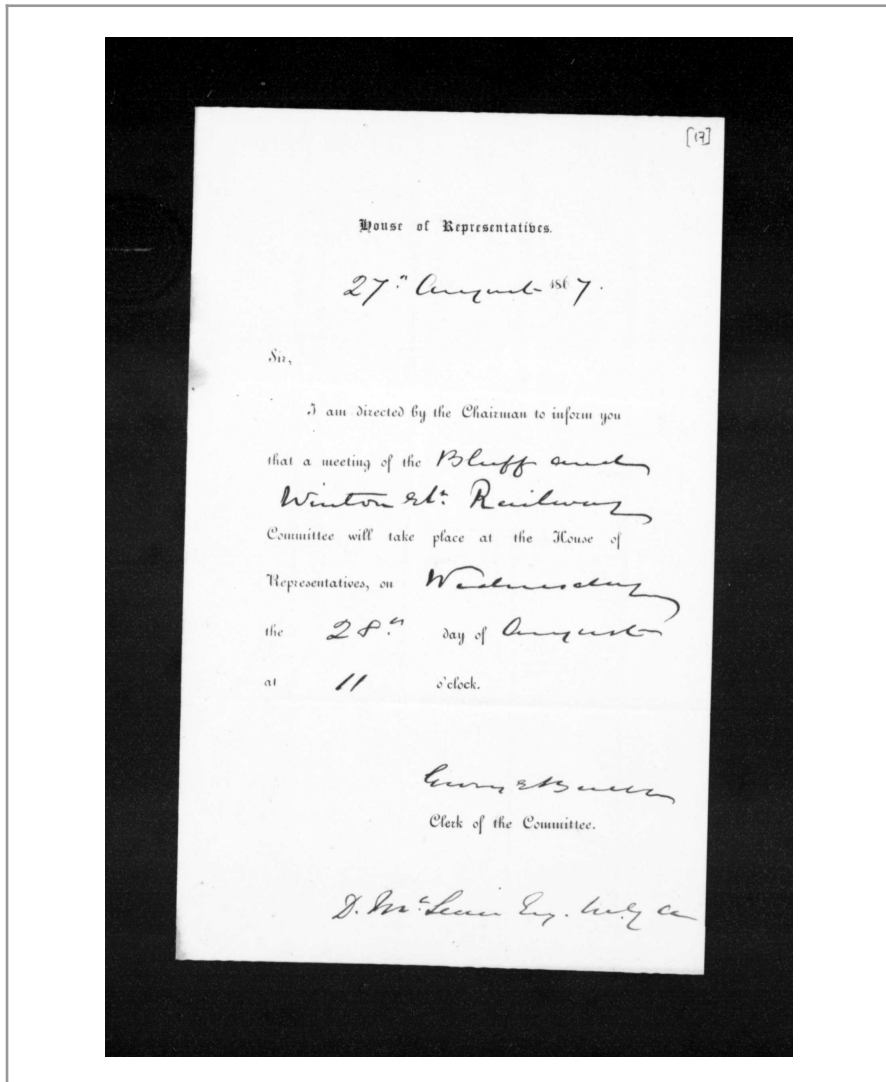 [17]
House of Representatives.
27th August 1867.
Sir,
I am directed by the Chairman to inform you
that a meeting of the Bluff and
Winton St. Railway
Committee will take place at the House of
Representatives, on Wednesday
the 28th day of August
at 11 o'clock.
Clerk of the Committee.
D. McLean Esq.